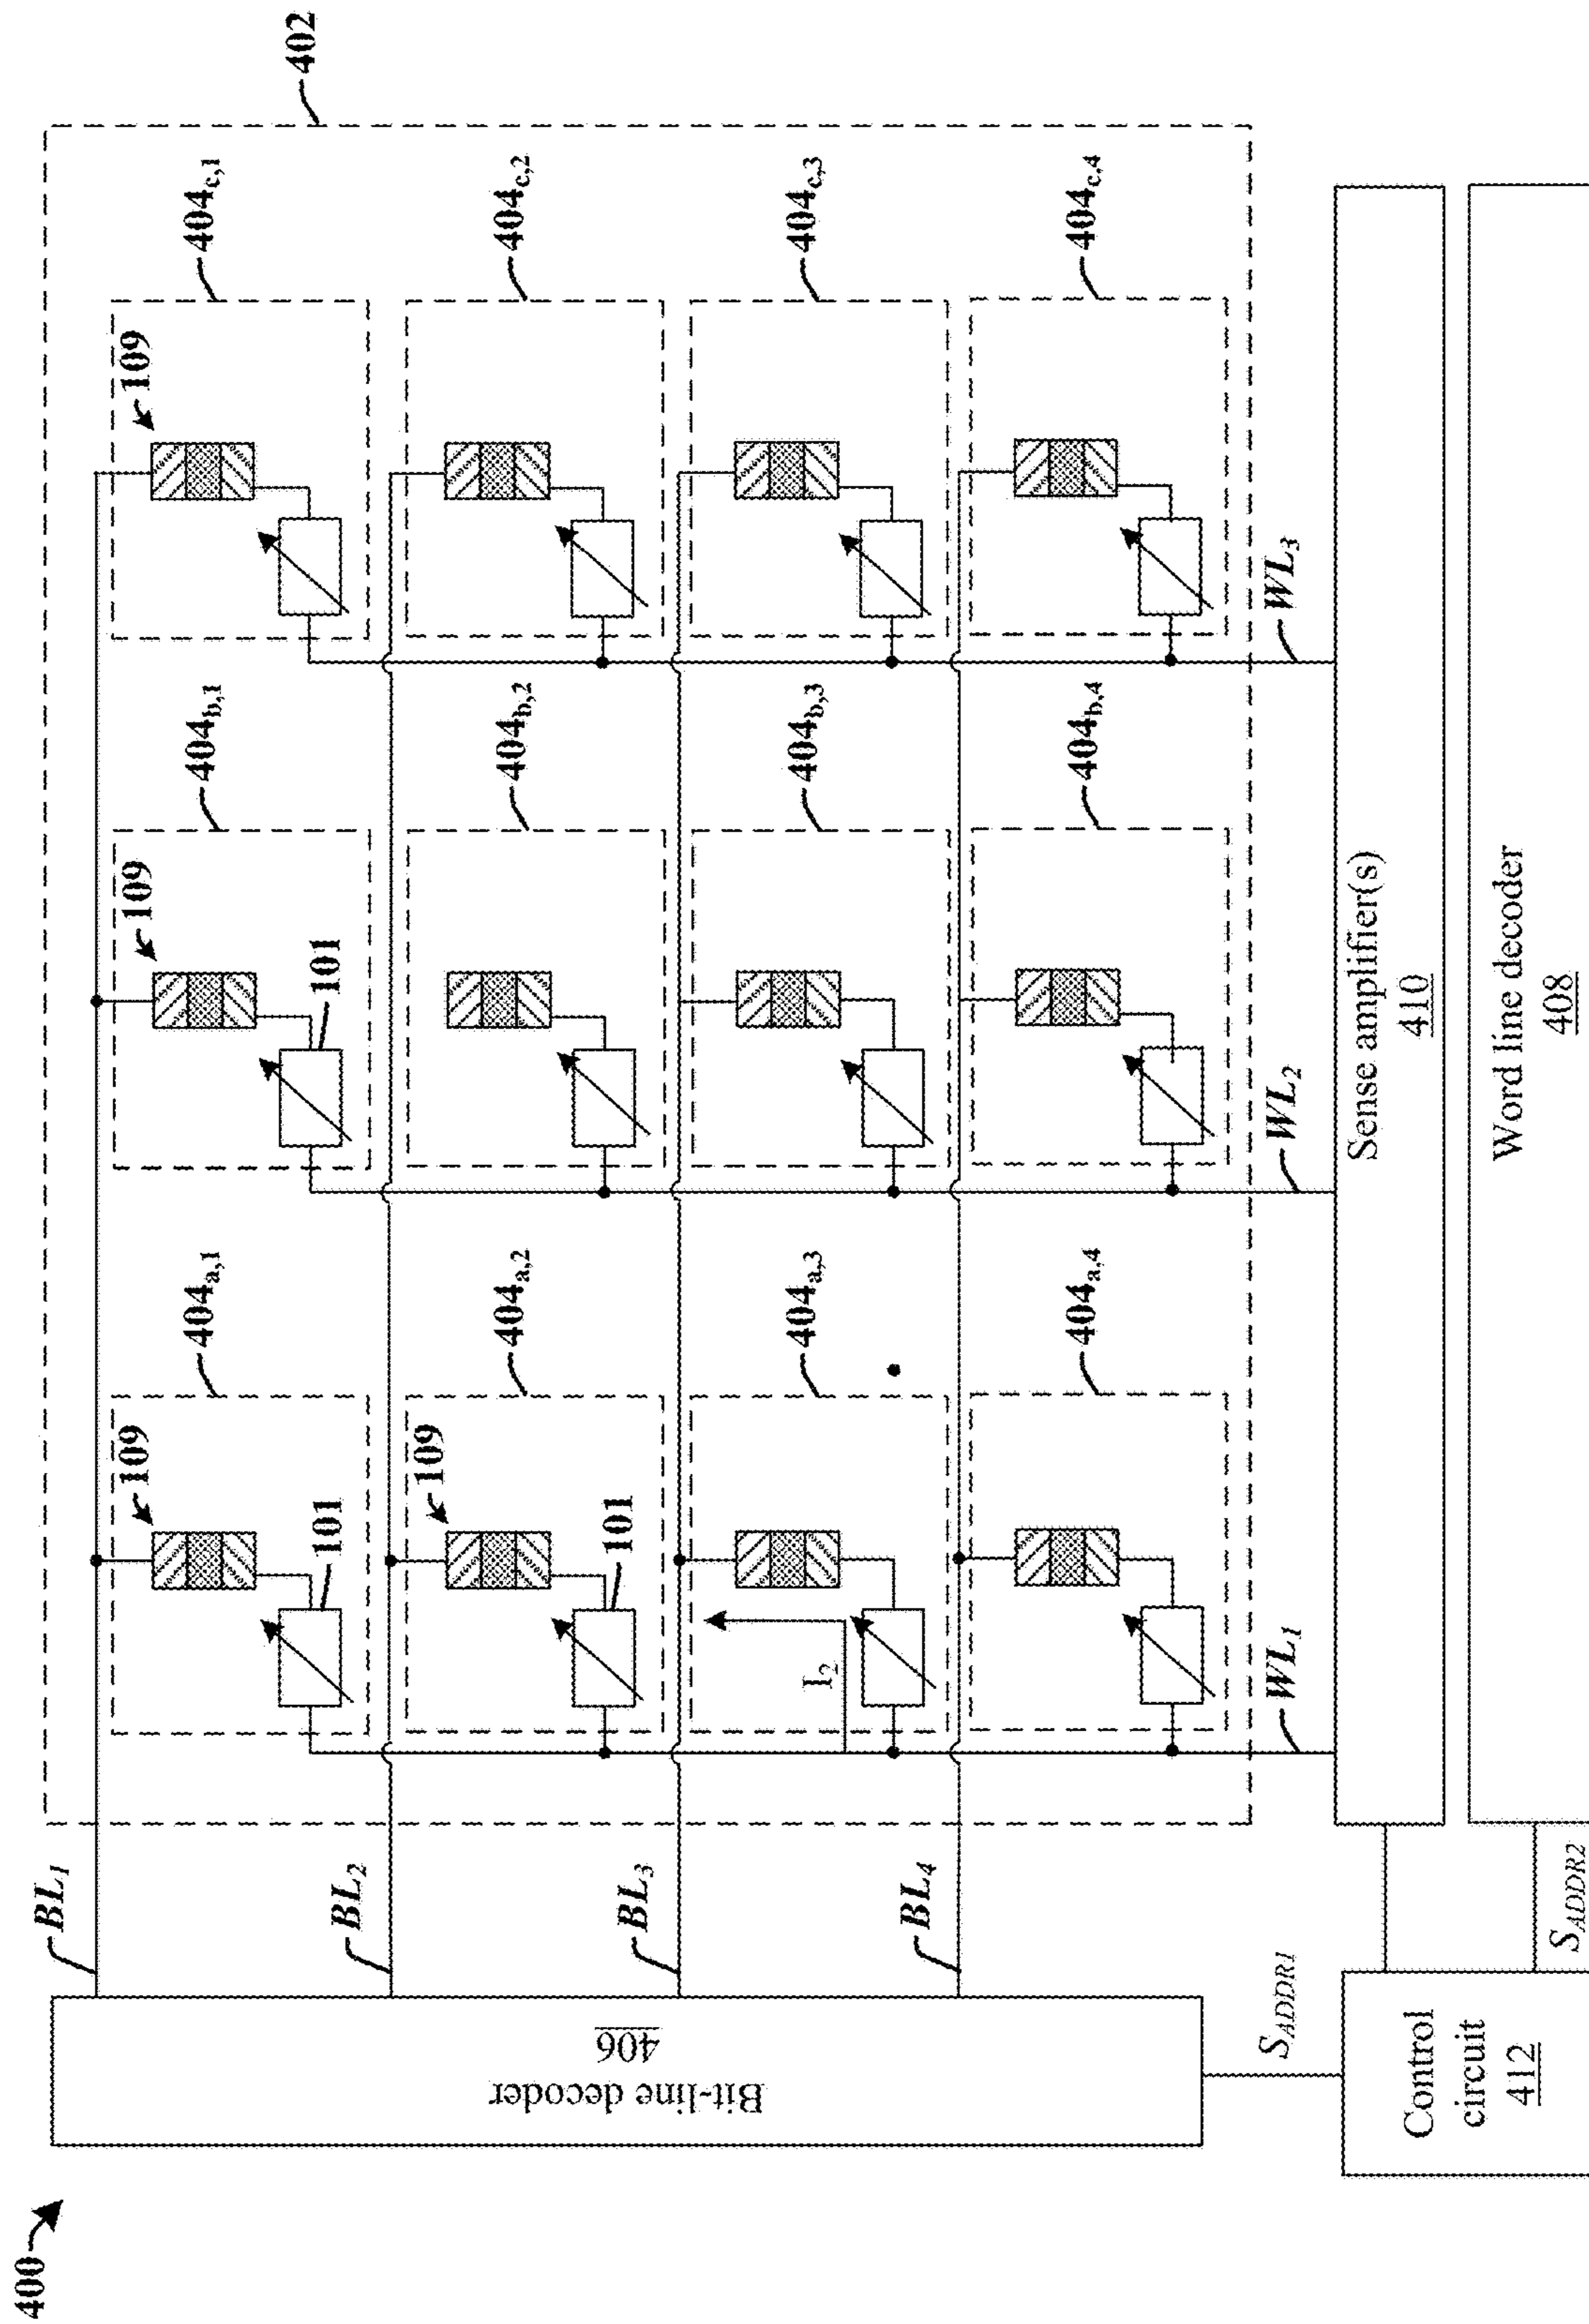 400
402
BL1
BL2
BL3
BL4
404a,1
404b,1
404c,1
109
109
109
101
101
404a,2
404b,2
404c,2
109
101
404a,3
404b,3
404c,3
I2
404a,4
404b,4
404c,4
WL1
WL2
WL3
Bit-line decoder
406
SADDR1
Sense amplifier(s)
410
Control
circuit
412
SADDR2
Word line decoder
408